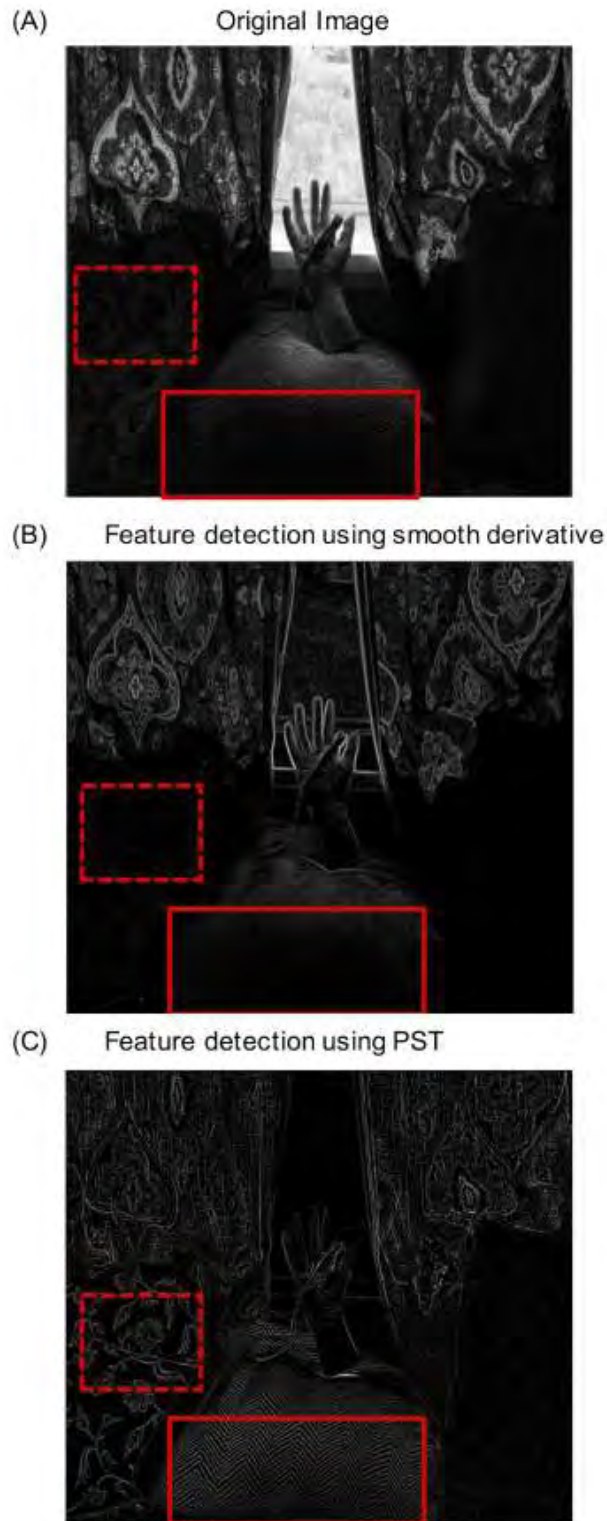 (A) Original Image
(B) Feature detection using smooth derivative
(C) Feature detection using PST